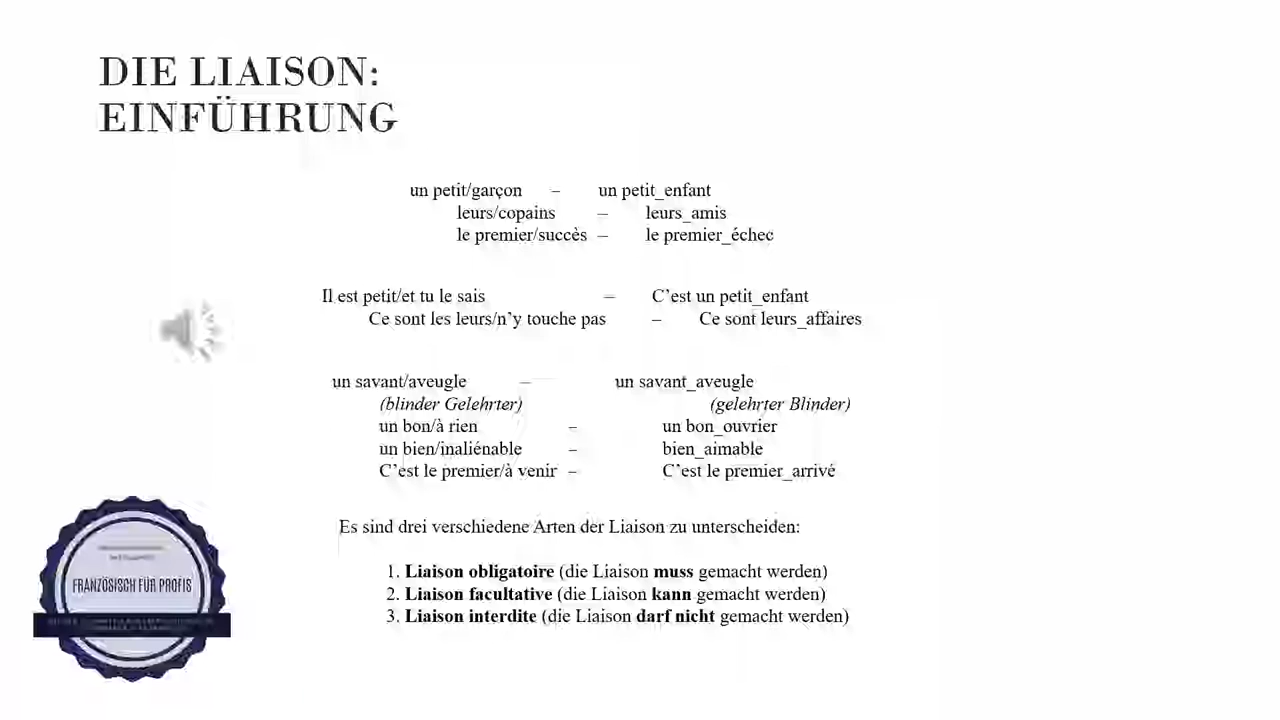 DIE LIAISON:
EINFÜHRUNG
un petit/garçon – un petit_enfant
leurs/copains – leurs_amis
le premier/succès – le premier_échec
Il est petit/et tu le sais – C’est un petit_enfant
Ce sont les leurs/n’y touche pas – Ce sont leurs_affaires
un savant/aveugle – un savant_aveugle
(blinder Gelehrter) (gelehrter Blinder)
un bon/à rien – un bon_ouvrier
un bien/inaliénable – bien_aimable
C’est le premier/à venir – C’est le premier_arrivé
Es sind drei verschiedene Arten der Liaison zu unterscheiden:
1. Liaison obligatoire (die Liaison muss gemacht werden)
2. Liaison facultative (die Liaison kann gemacht werden)
3. Liaison interdite (die Liaison darf nicht gemacht werden)
FRANZÖSISCH FÜR PROFIS